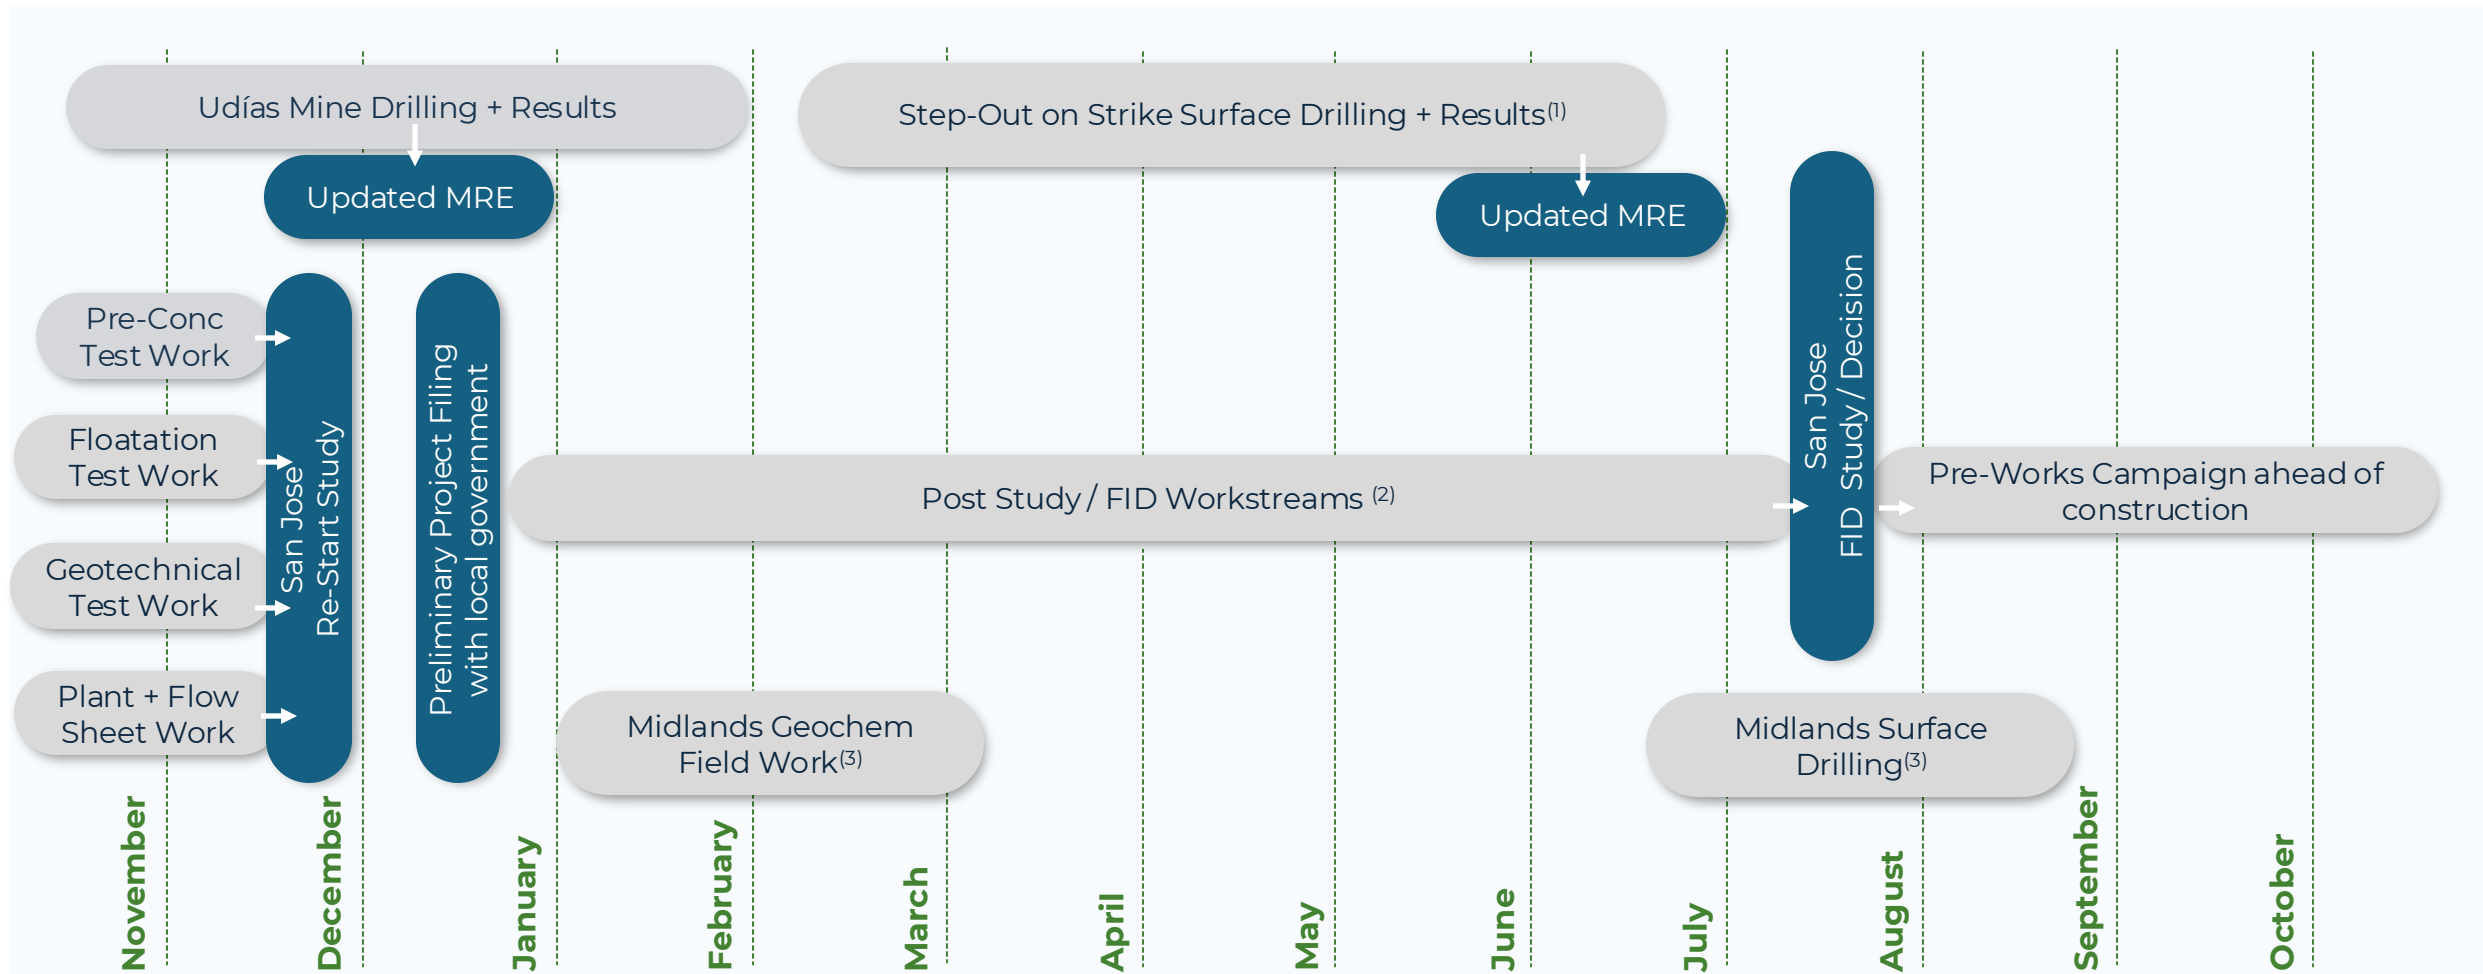 Udías Mine Drilling + Results
Step-Out on Strike Surface Drilling + Results(1)
Updated MRE
Updated MRE
Pre-Conc
Test Work
Floatation
Test Work
Geotechnical
Test Work
Plant + Flow
Sheet Work
San Jose
Re-Start Study
Preliminary Project Filing
with local government
Post Study / FID Workstreams (2)
San Jose
FID Study / Decision
Pre-Works Campaign ahead of
construction
Midlands Geochem
Field Work(3)
Midlands Surface
Drilling(3)
November
December
January
February
March
April
May
June
July
August
September
October